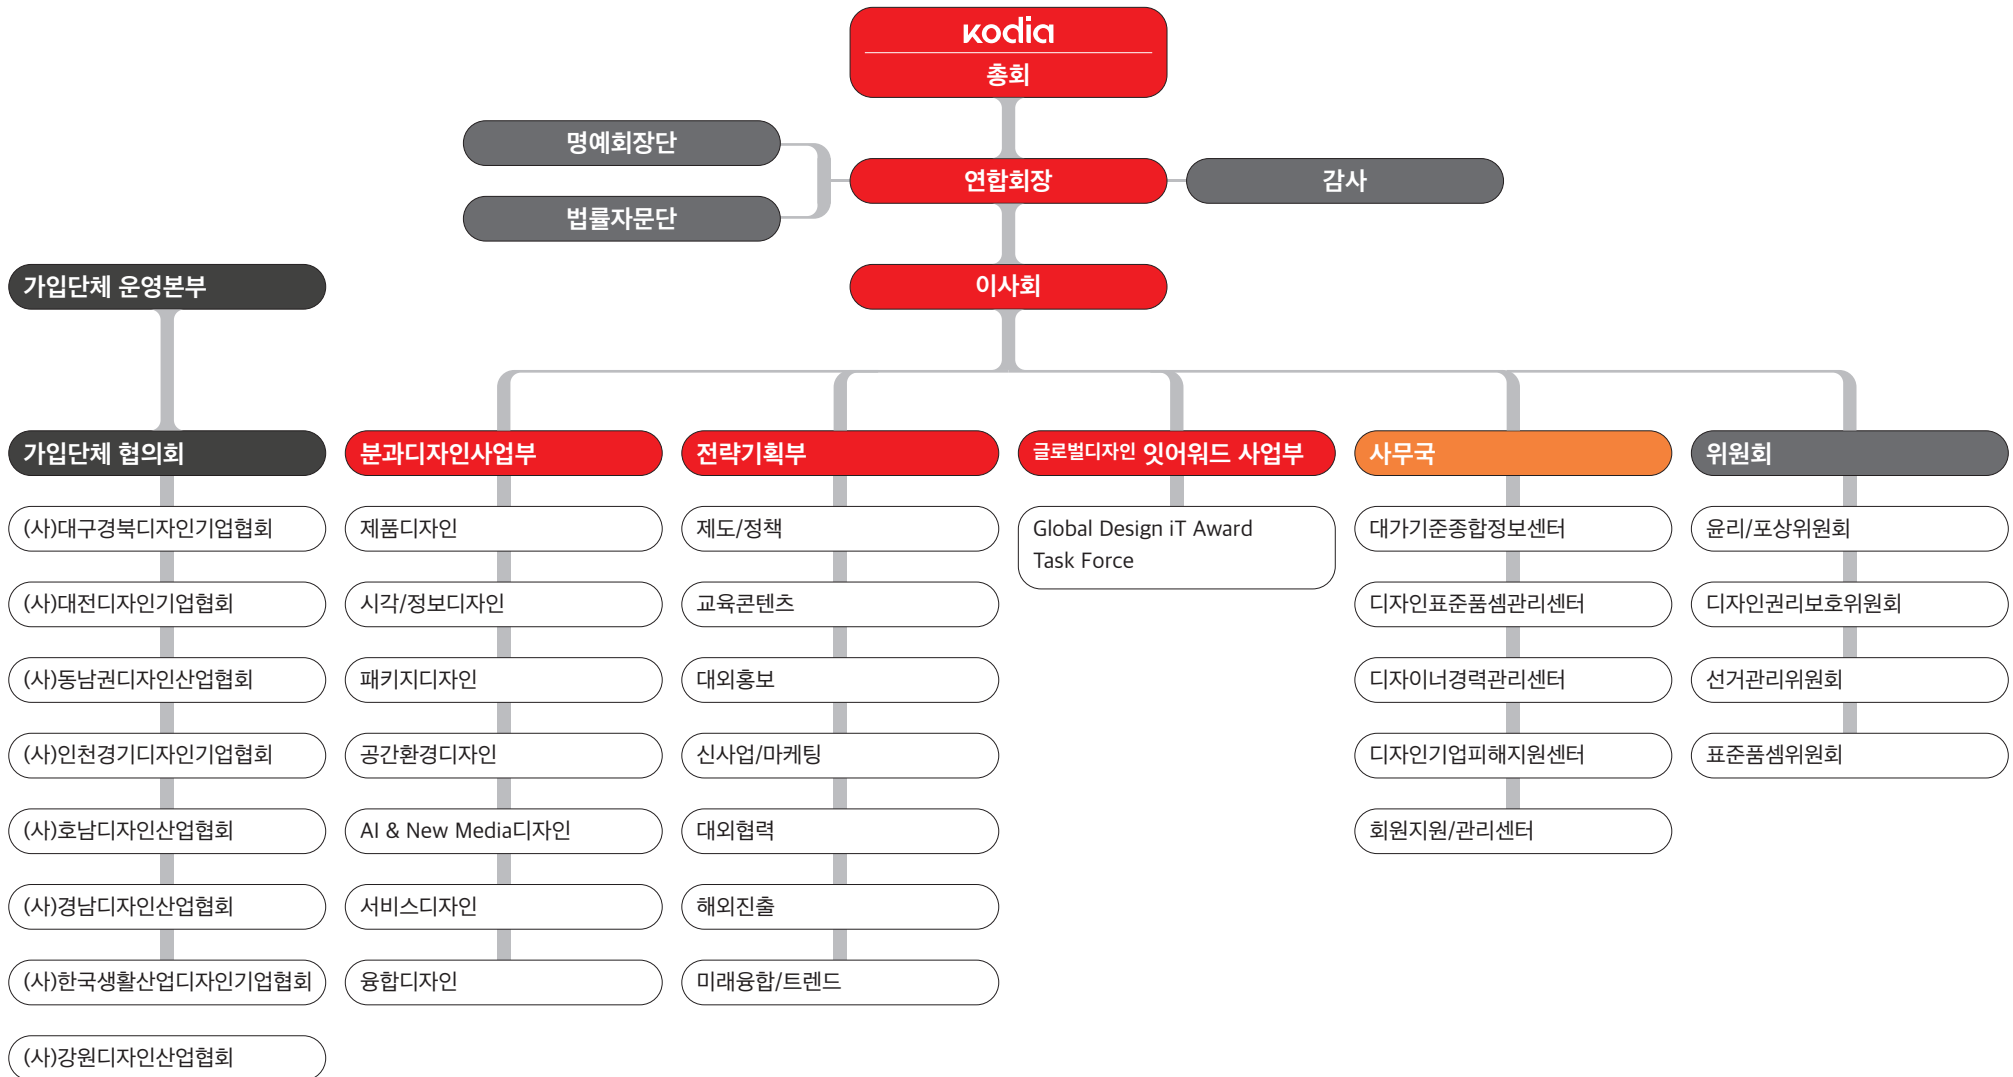 kodia
총회
명예회장단
연합회장
감사
법률자문단
가입단체 운영본부
이사회
가입단체 협의회
(사)대구경북디자인기업협회
(사)대전디자인기업협회
(사)동남권디자인산업협회
(사)인천경기디자인기업협회
(사)호남디자인산업협회
(사)경남디자인산업협회
(사)한국생활산업디자인기업협회
(사)강원디자인산업협회
분과디자인사업부
제품디자인
시각/정보디자인
패키지디자인
공간환경디자인
AI & New Media디자인
서비스디자인
융합디자인
전략기획부
제도/정책
교육콘텐츠
대외홍보
신사업/마케팅
대외협력
해외진출
미래융합/트렌드
글로벌디자인 잇어워드 사업부
Global Design iT Award
Task Force
사무국
대가기준종합정보센터
디자인표준품셈관리센터
디자이너경력관리센터
디자인기업피해지원센터
회원지원/관리센터
위원회
윤리/포상위원회
디자인권리보호위원회
선거관리위원회
표준품셈위원회